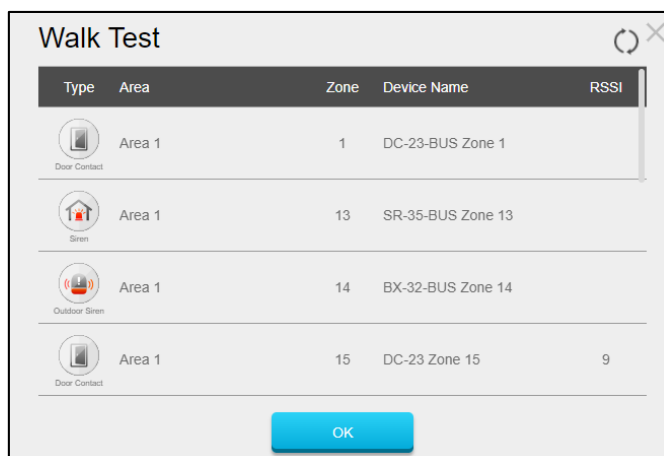 Walk Test
Type Area Zone Device Name RSSI
Door Contact Area 1 1 DC-23-BUS Zone 1
Siren Area 1 13 SR-35-BUS Zone 13
Outdoor Siren Area 1 14 BX-32-BUS Zone 14
Door Contact Area 1 15 DC-23 Zone 15 9
OK